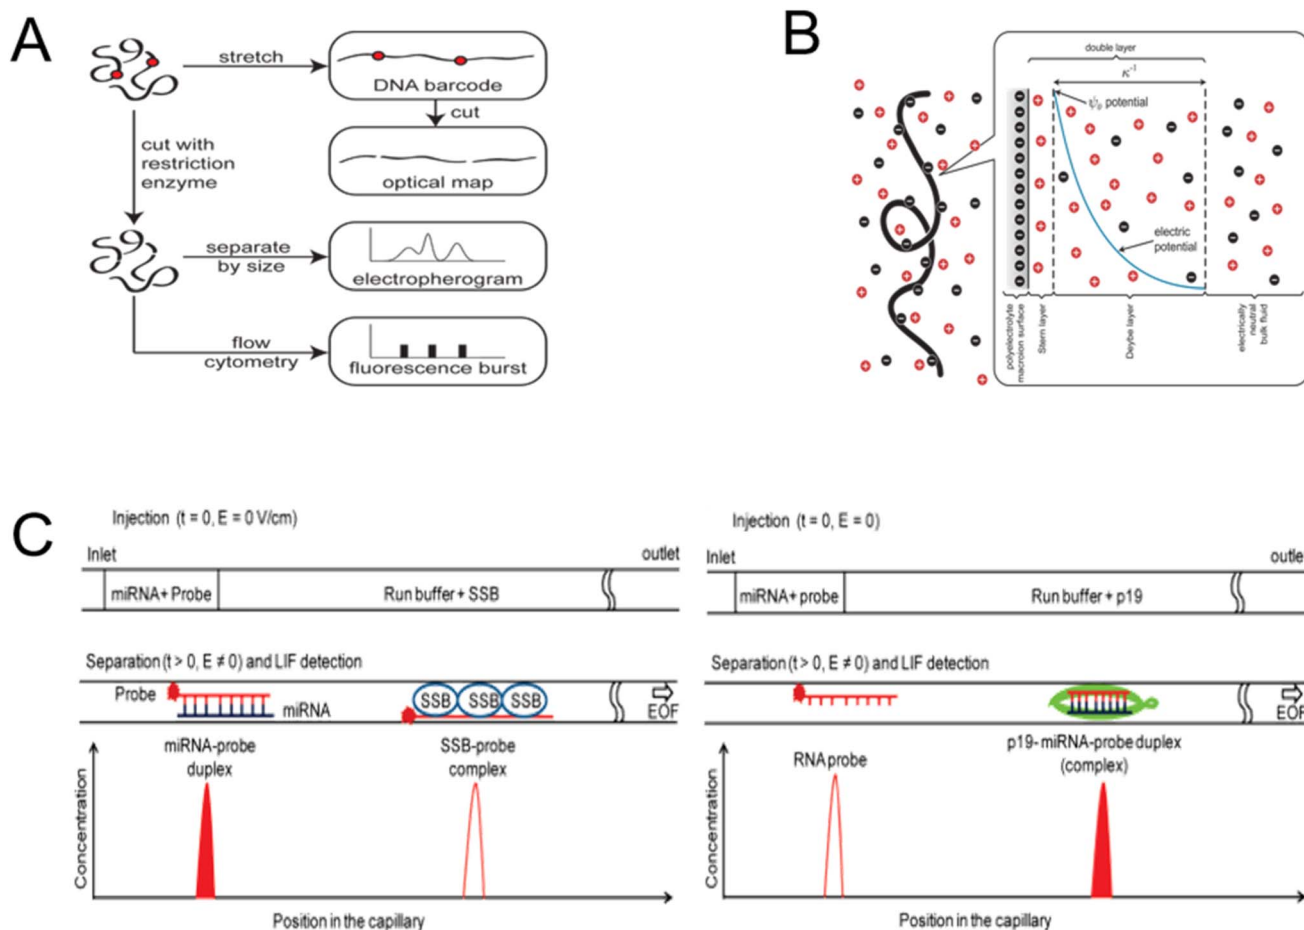 A
stretch
DNA barcode
cut
cut with
restriction
enzyme
optical map
separate
by size
electropherogram
flow
cytometry
fluorescence burst
B
double layer
κ⁻¹
ψ₀ potential
electric
potential
polyelectrolyte
macroion surface
Stern layer
Deybe layer
electrically
neutral
bulk fluid
C
Injection (t = 0, E = 0 V/cm)
Inlet
outlet
miRNA+ Probe
Run buffer + SSB
Separation (t > 0, E ≠ 0) and LIF detection
Probe
miRNA
SSB
SSB
SSB
EOF
miRNA-probe
duplex
SSB-probe
complex
Concentration
Position in the capillary
Injection (t = 0, E = 0)
Inlet
outle
miRNA+ probe
Run buffer + p19
Separation (t > 0, E ≠ 0) and LIF detection
EOF
RNA probe
p19- miRNA-probe duplex
(complex)
Concentration
Position in the capillary